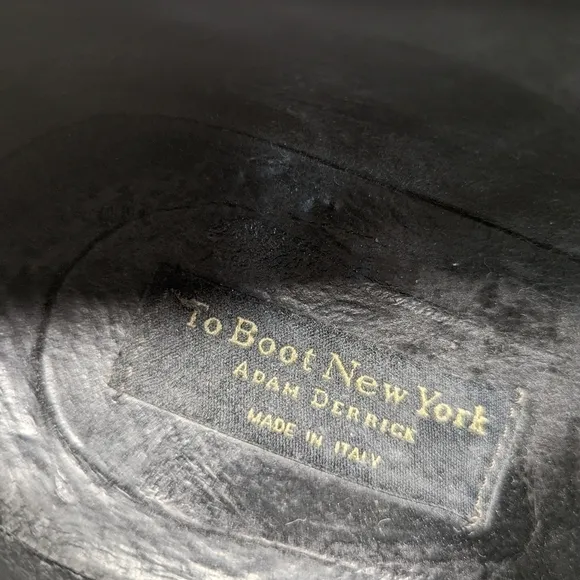 To Boot New York
ADAM DERRICK
MADE IN ITALY